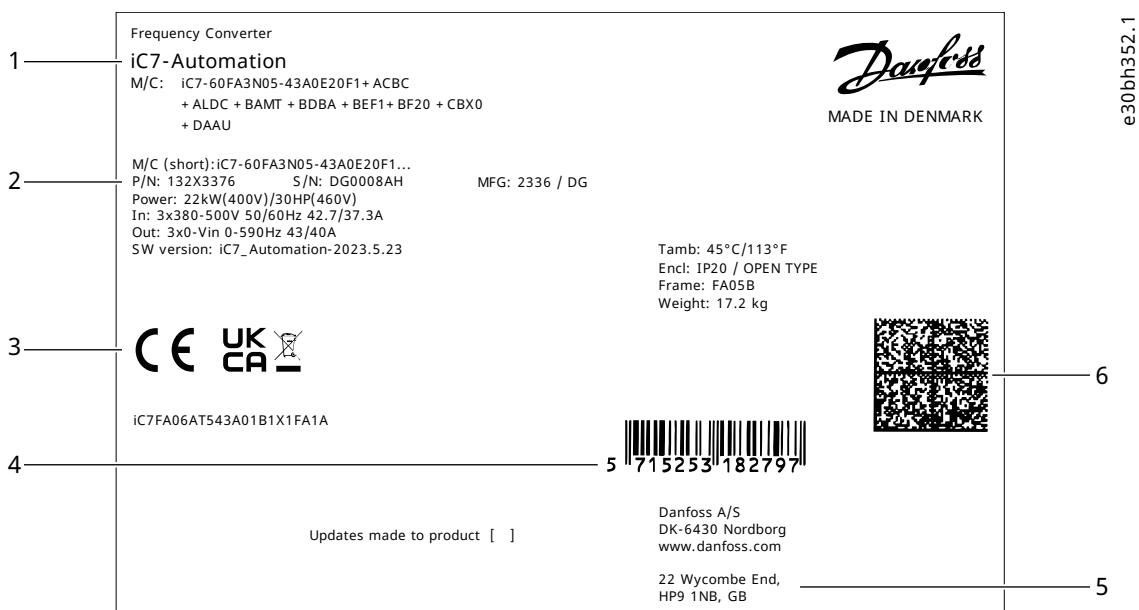 e30bh352.1
Frequency Converter
Danfoss
1
iC7-Automation
M/C: iC7-60FA3N05-43A0E20F1+ ACBC
+ ALDC + BAMT + BDBA + BEF1+ BF20 + CBX0
+ DAAU
MADE IN DENMARK
M/C (short):iC7-60FA3N05-43A0E20F1...
2
P/N: 132X3376 S/N: DG0008AH MFG: 2336 / DG
Power: 22kW(400V)/30HP(460V)
In: 3x380-500V 50/60Hz 42.7/37.3A
Out: 3x0-Vin 0-590Hz 43/40A
SW version: iC7_Automation-2023.5.23
Tamb: 45°C/113°F
Encl: IP20 / OPEN TYPE
Frame: FA05B
Weight: 17.2 kg
3
CE UK
CA
6
iC7FA06AT543A01B1X1FA1A
4
5 715253 182797
Updates made to product [ ]
Danfoss A/S
DK-6430 Nordborg
www.danfoss.com
22 Wycombe End,
HP9 1NB, GB
5